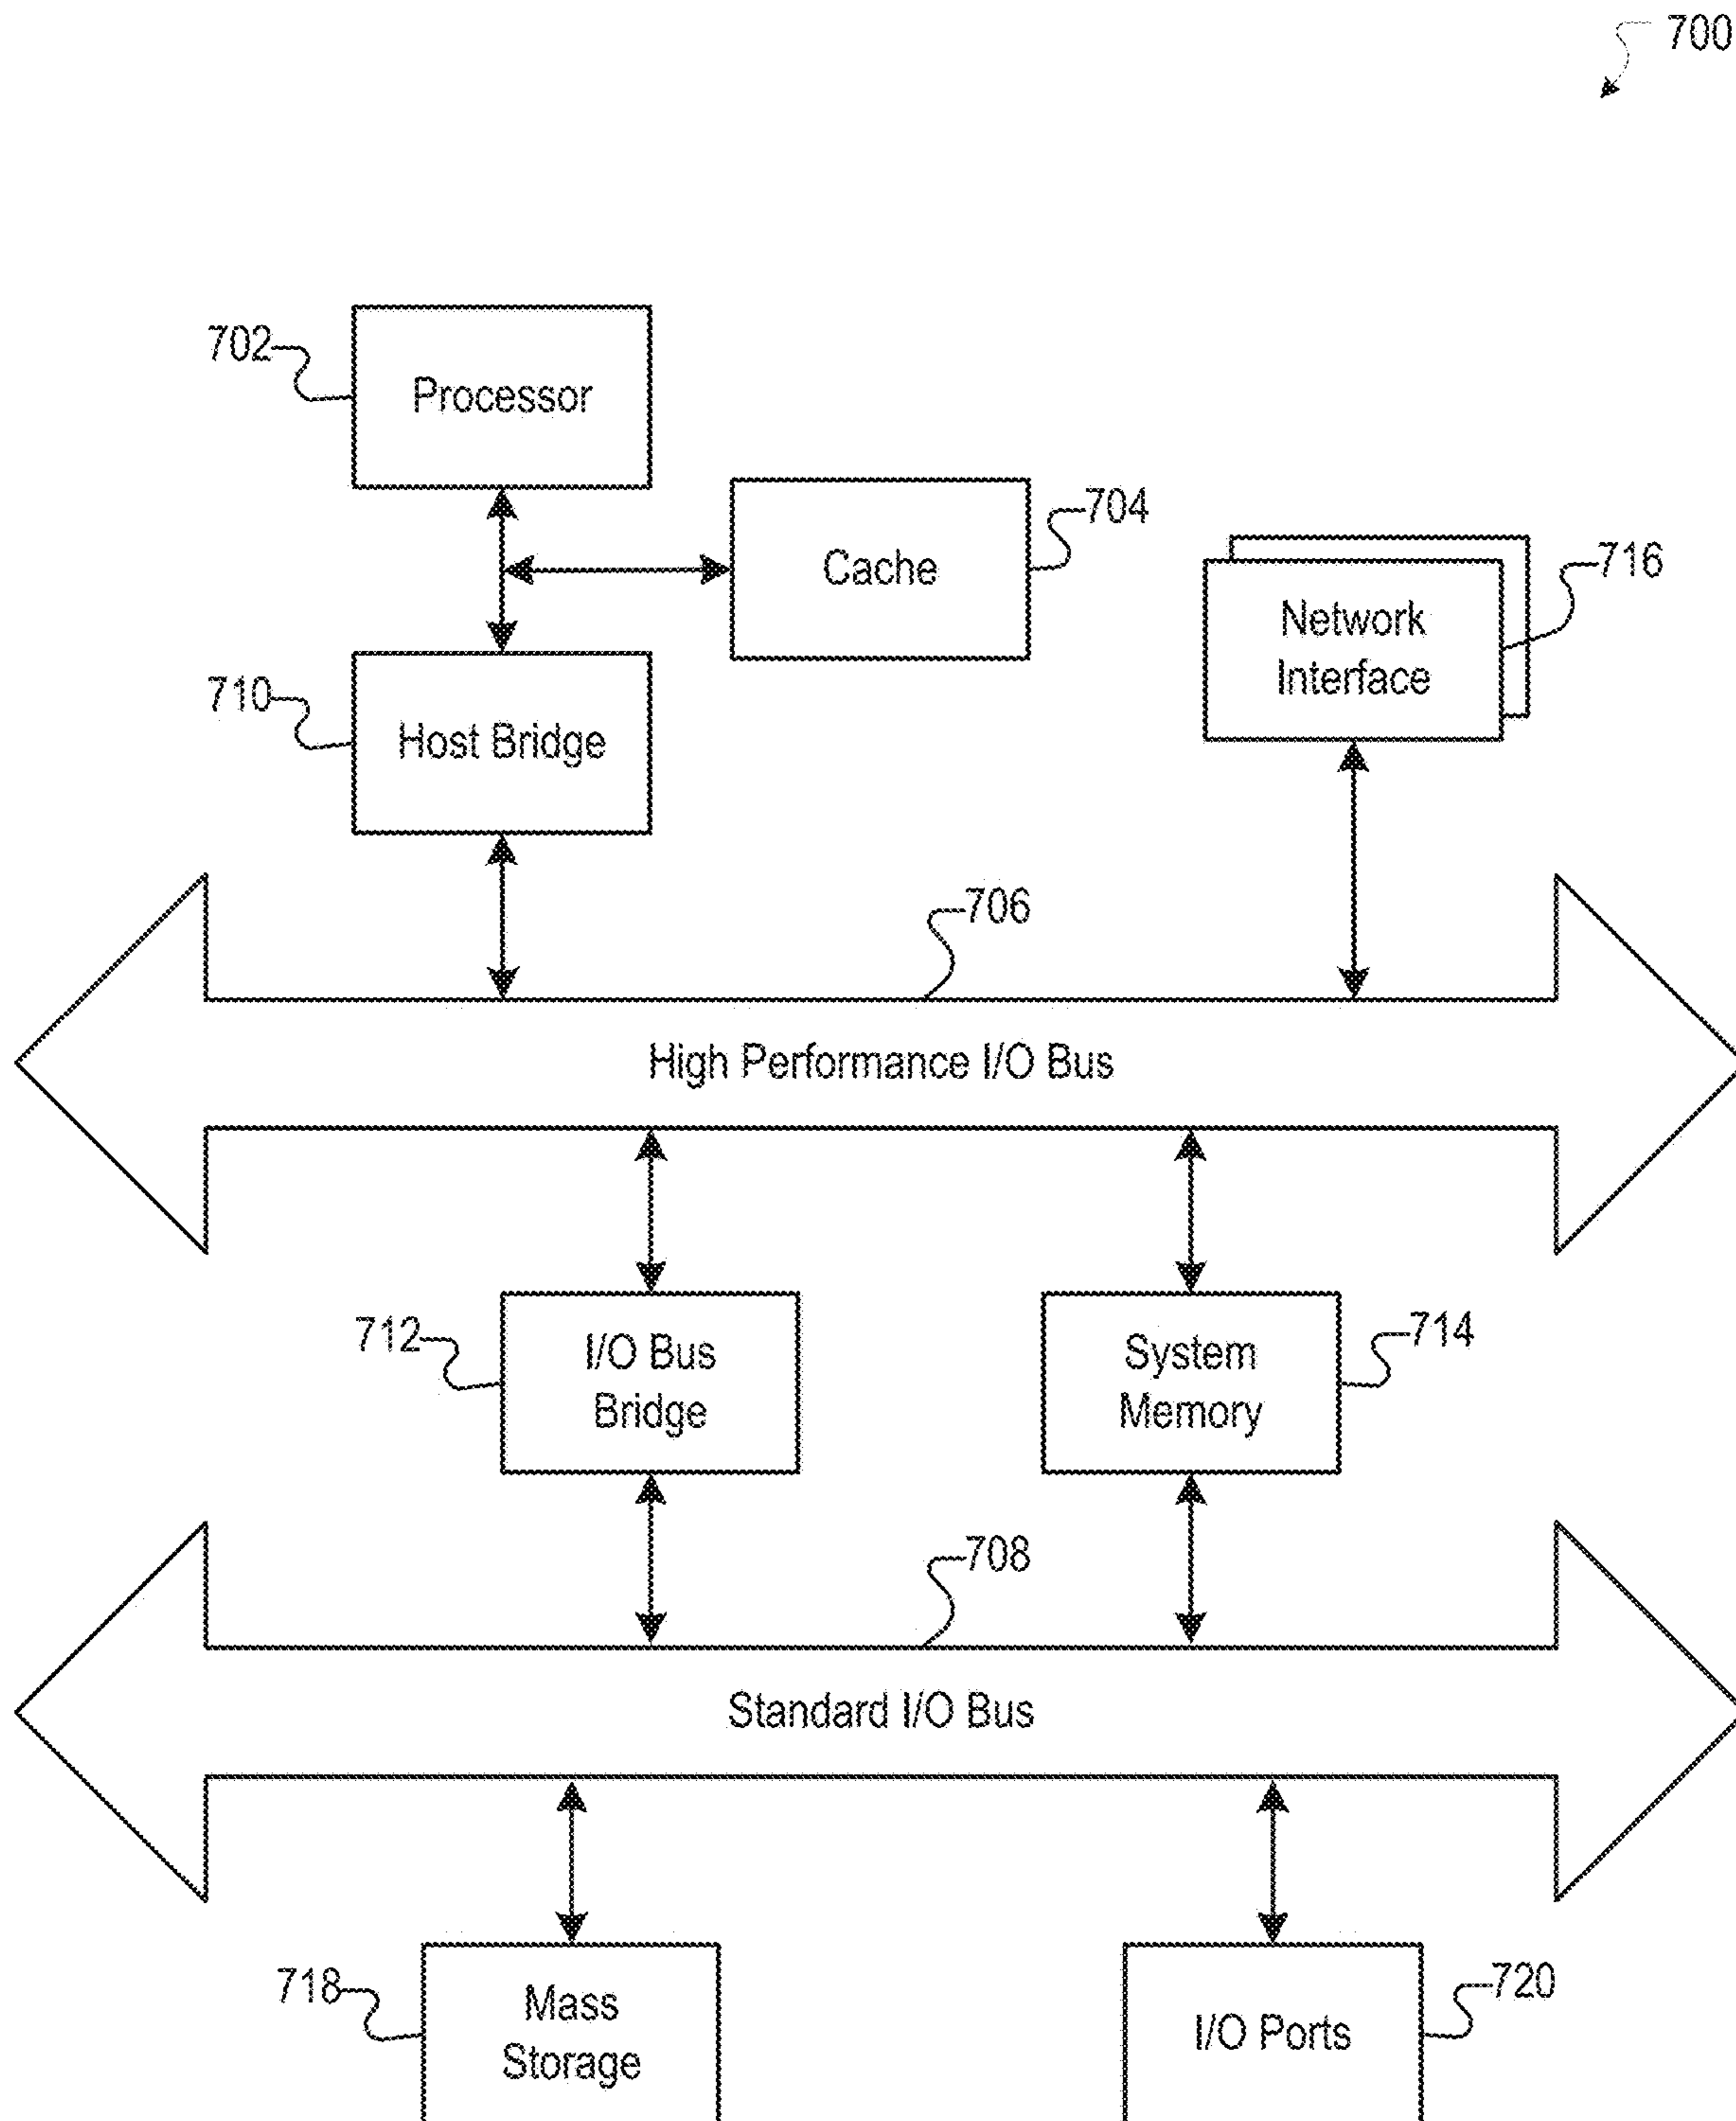 700
702
Processor
704
Cache
716
Network
Interface
710
Host Bridge
706
High Performance I/O Bus
712
I/O Bus
Bridge
System
Memory
714
708
Standard I/O Bus
718
Mass
Storage
I/O Ports
720